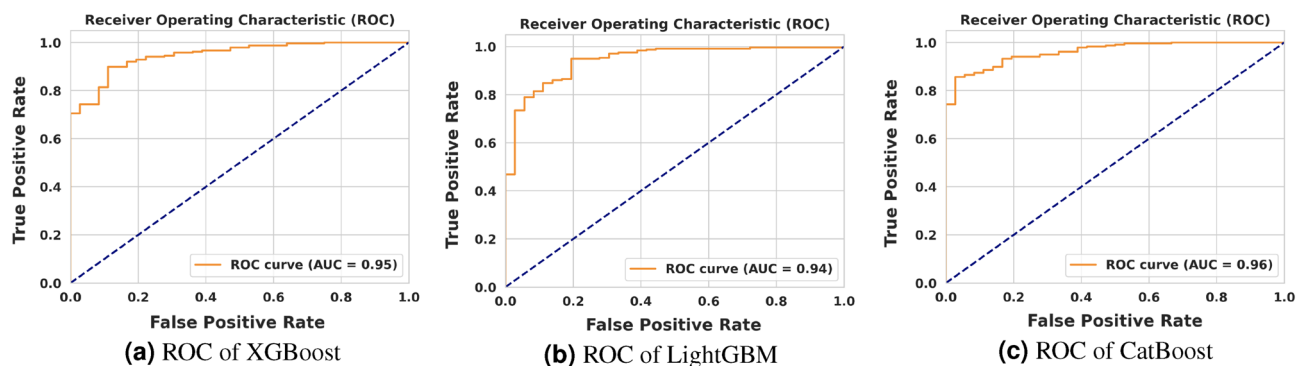 Receiver Operating Characteristic (ROC)
True Positive Rate
1.0
0.8
0.6
0.4
0.2
0.0
ROC curve (AUC = 0.95)
0.0 0.2 0.4 0.6 0.8 1.0
False Positive Rate
(a) ROC of XGBoost
Receiver Operating Characteristic (ROC)
True Positive Rate
1.0
0.8
0.6
0.4
0.2
0.0
ROC curve (AUC = 0.94)
0.0 0.2 0.4 0.6 0.8 1.0
False Positive Rate
(b) ROC of LightGBM
Receiver Operating Characteristic (ROC)
True Positive Rate
1.0
0.8
0.6
0.4
0.2
0.0
ROC curve (AUC = 0.96)
0.0 0.2 0.4 0.6 0.8 1.0
False Positive Rate
(c) ROC of CatBoost